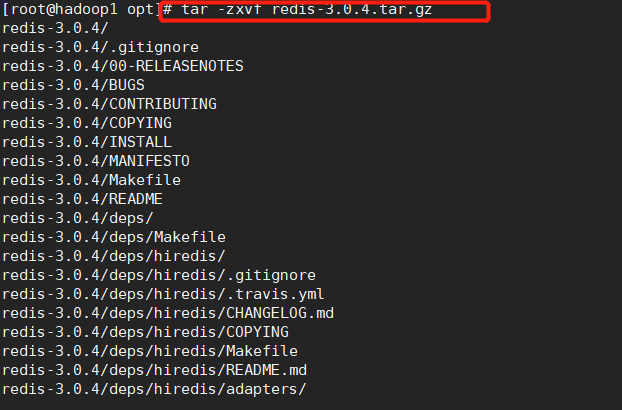 [root@hadoop1 opt]# tar -zxvf redis-3.0.4.tar.gz
redis-3.0.4/
redis-3.0.4/.gitignore
redis-3.0.4/00-RELEASENOTES
redis-3.0.4/BUGS
redis-3.0.4/CONTRIBUTING
redis-3.0.4/COPYING
redis-3.0.4/INSTALL
redis-3.0.4/MANIFESTO
redis-3.0.4/Makefile
redis-3.0.4/README
redis-3.0.4/deps/
redis-3.0.4/deps/Makefile
redis-3.0.4/deps/hiredis/
redis-3.0.4/deps/hiredis/.gitignore
redis-3.0.4/deps/hiredis/.travis.yml
redis-3.0.4/deps/hiredis/CHANGELOG.md
redis-3.0.4/deps/hiredis/COPYING
redis-3.0.4/deps/hiredis/Makefile
redis-3.0.4/deps/hiredis/README.md
redis-3.0.4/deps/hiredis/adapters/